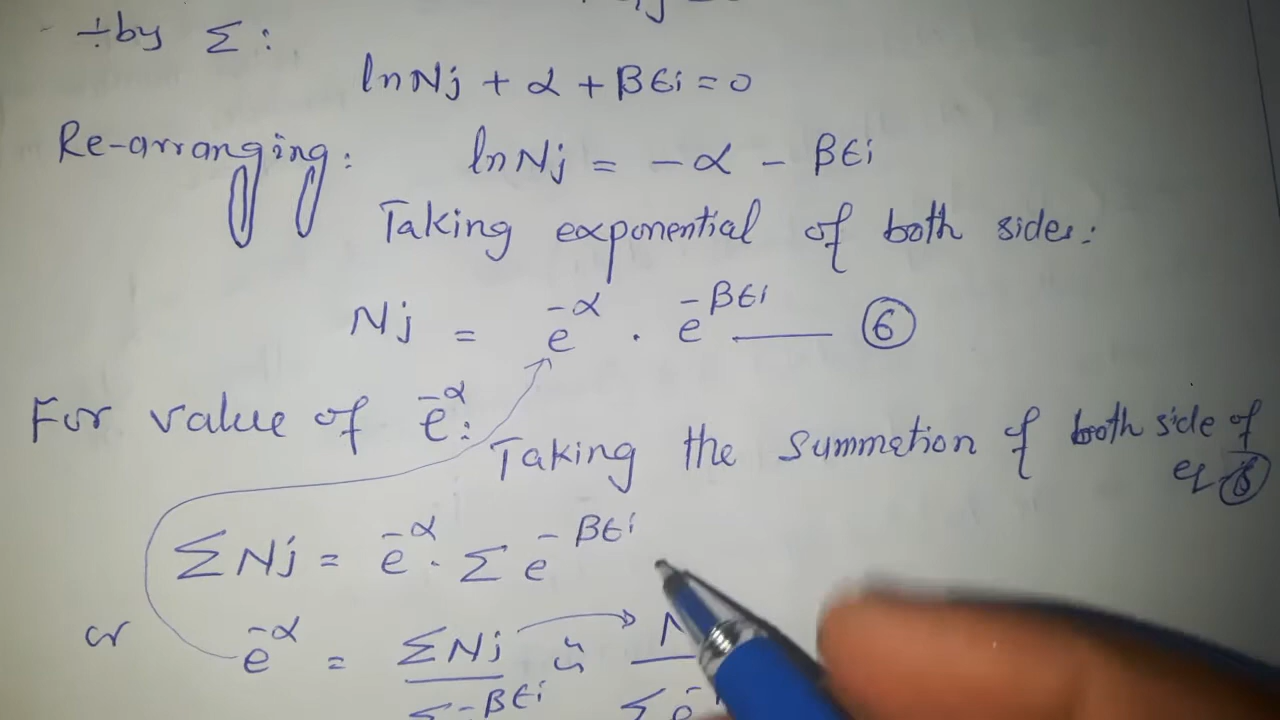 ÷by Σ:
lnNj + α + βϵi = 0
Re-arranging: lnNj = -α - βϵi
Taking exponential of both sides:
Nj = e^-α . e^-βϵi —— ⑥
For value of e^-α: Taking the summation of both side of
eq ⑥
ΣNj = e^-α . Σ e^-βϵi
or e^-α = ΣNj / Σ e^-βϵi